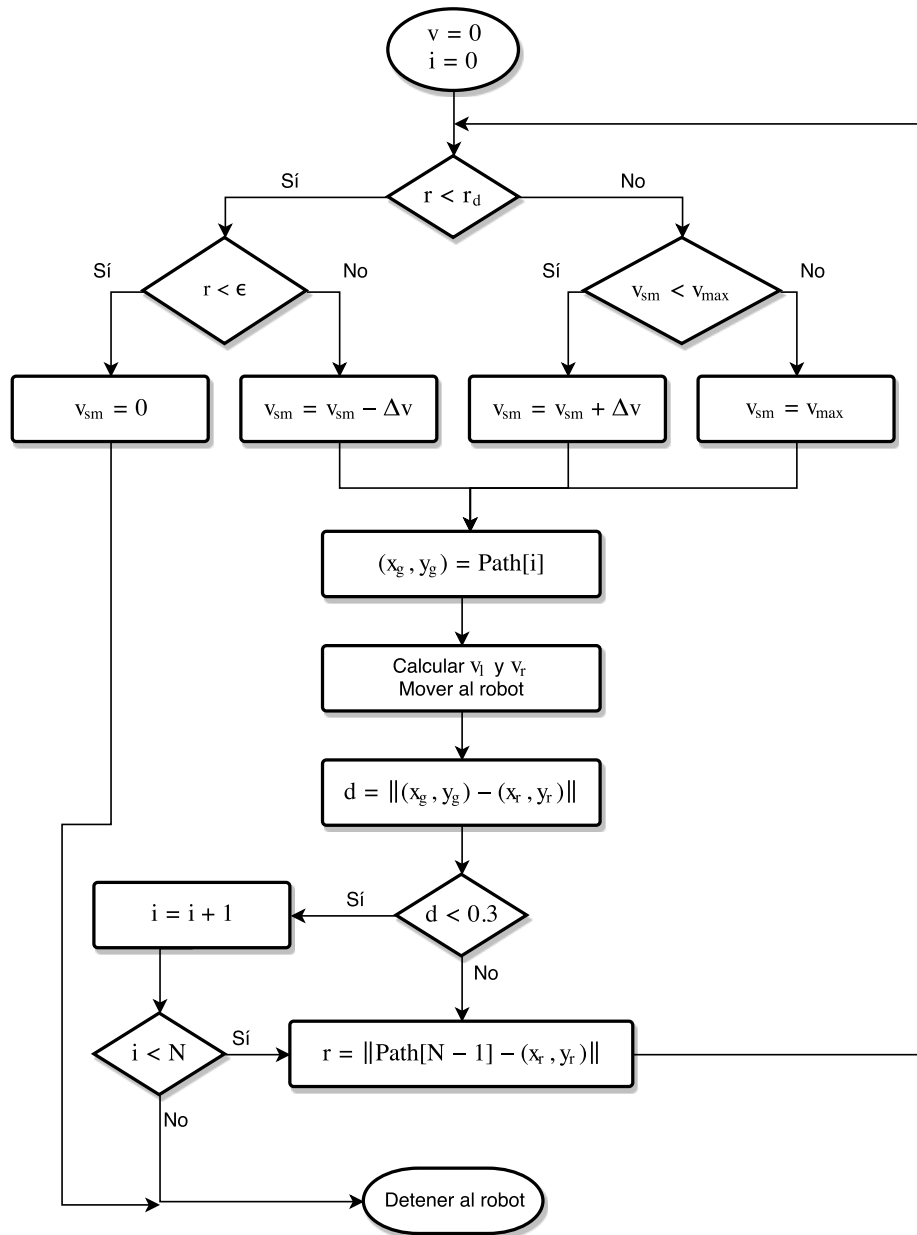 v = 0
i = 0
Sí
r < r_d
No
Sí
r < ϵ
No
Sí
v_sm < v_max
No
v_sm = 0
v_sm = v_sm − Δv
v_sm = v_sm + Δv
v_sm = v_max
(x_g , y_g) = Path[i]
Calcular v_l y v_r
Mover al robot
d = ‖(x_g , y_g) − (x_r , y_r)‖
i = i + 1
Sí
d < 0.3
No
i < N
Sí
r = ‖Path[N − 1] − (x_r , y_r)‖
No
Detener al robot